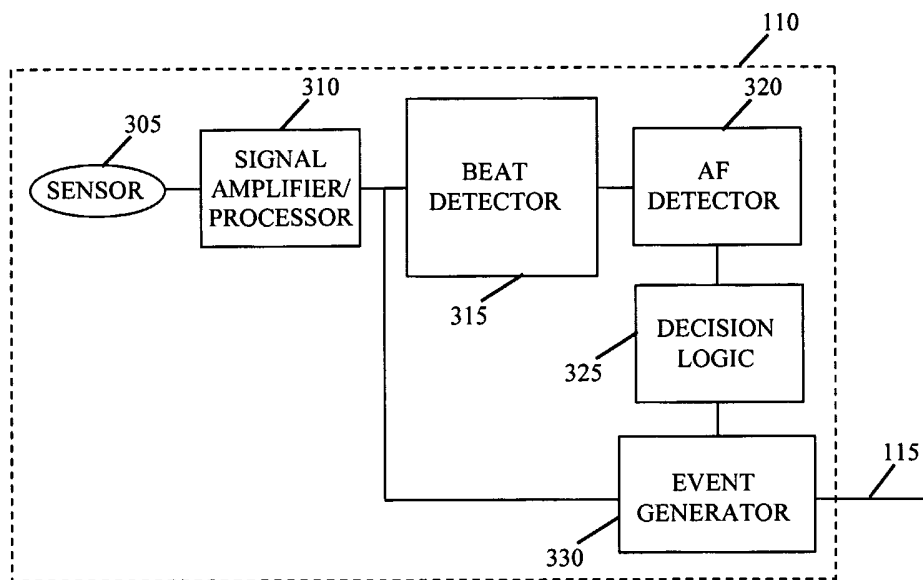 110
310
320
305
SENSOR
SIGNAL
AMPLIFIER/
PROCESSOR
BEAT
DETECTOR
AF
DETECTOR
315
DECISION
LOGIC
325
EVENT
GENERATOR
115
330